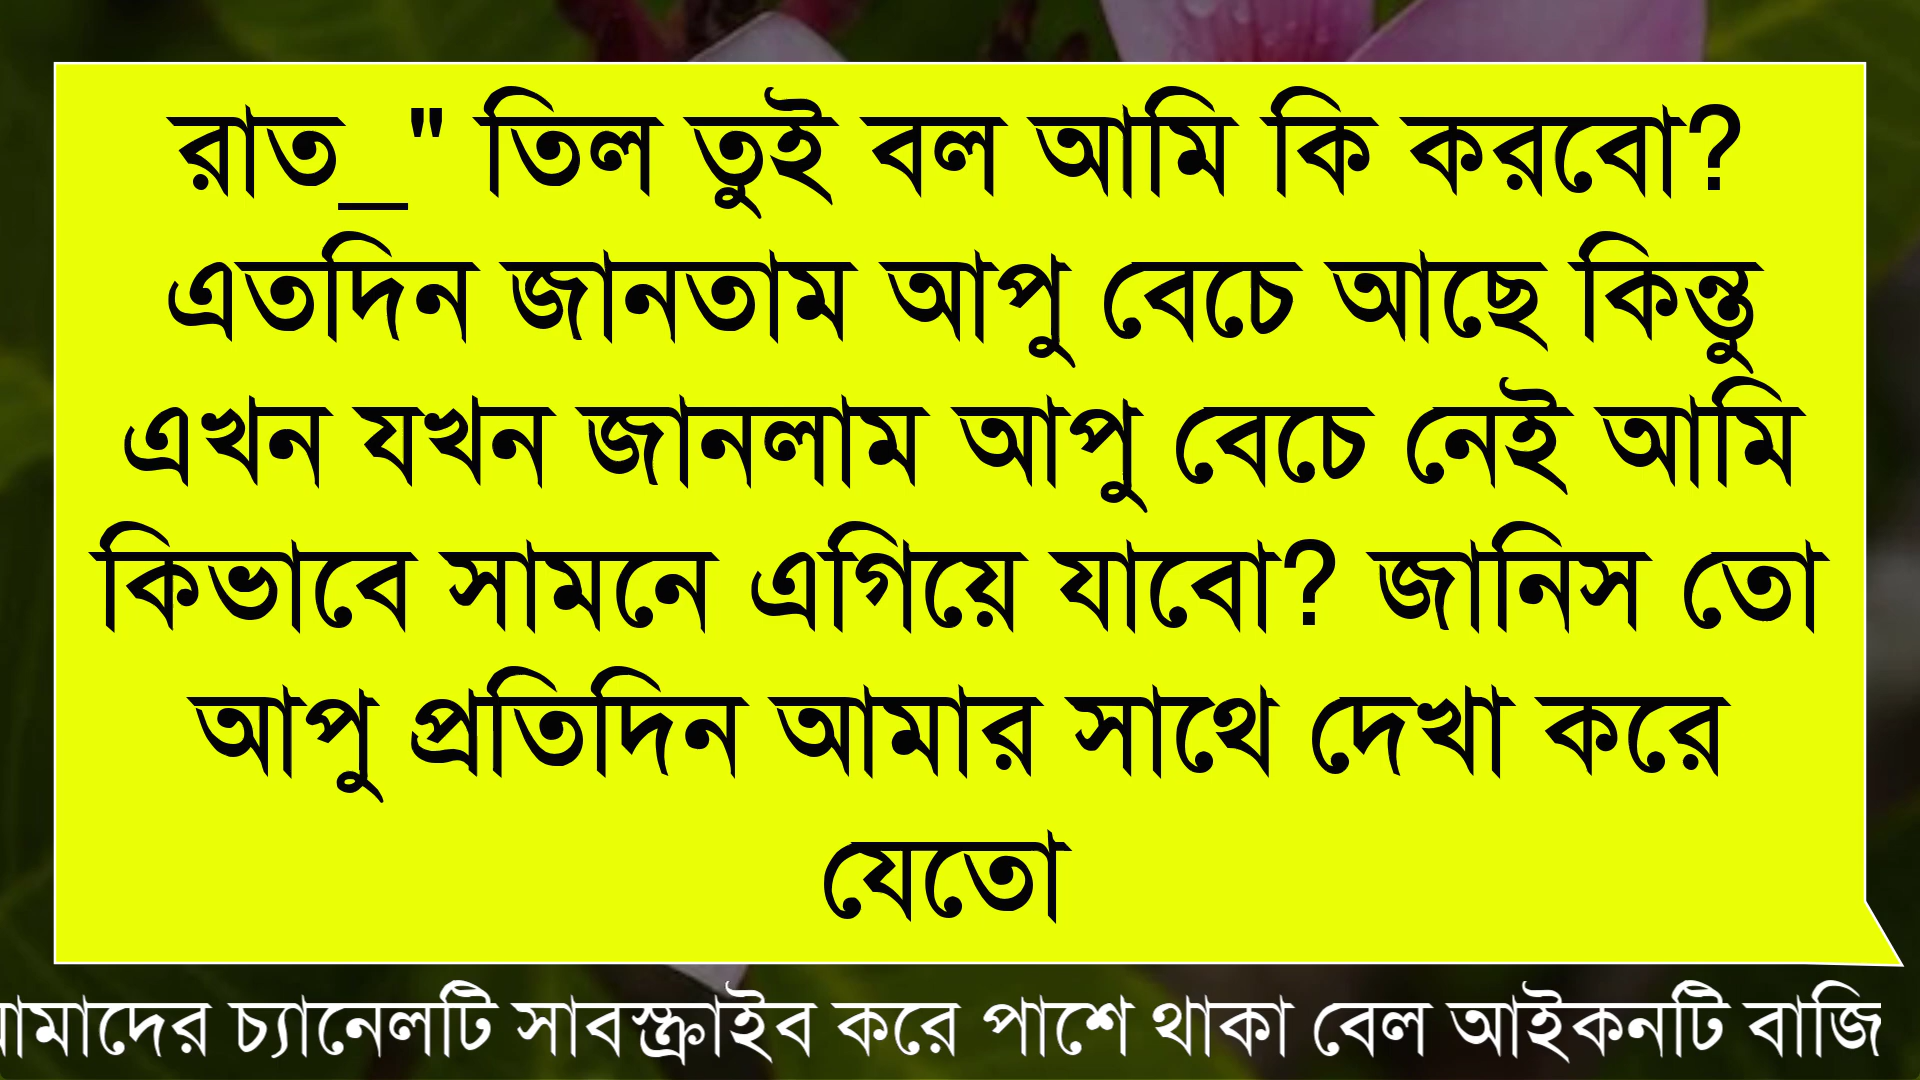 রাত_" তিল তুই বল আমি কি করবো?
এতদিন জানতাম আপু বেচে আছে কিন্তু
এখন যখন জানলাম আপু বেচে নেই আমি
কিভাবে সামনে এগিয়ে যাবো? জানিস তো
আপু প্রতিদিন আমার সাথে দেখা করে
যেতো
চ্যানেলটি সাবস্ক্রাইব করে পাশে থাকা বেল আইকনটি বাজি